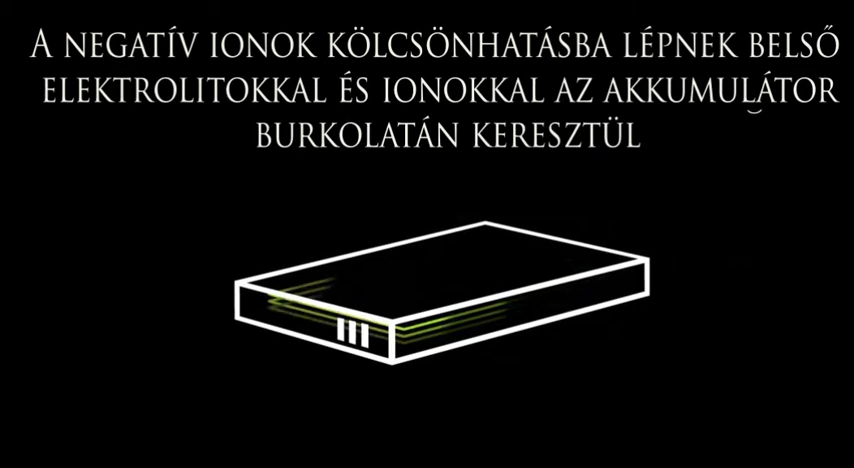 A NEGATÍV IONOK KÖLCSÖNHATÁSBA LÉPNEK BELSŐ
ELEKTROLITOKKAL ÉS IONOKKAL AZ AKKUMULÁTOR
BURKOLATÁN KERESZTÜL